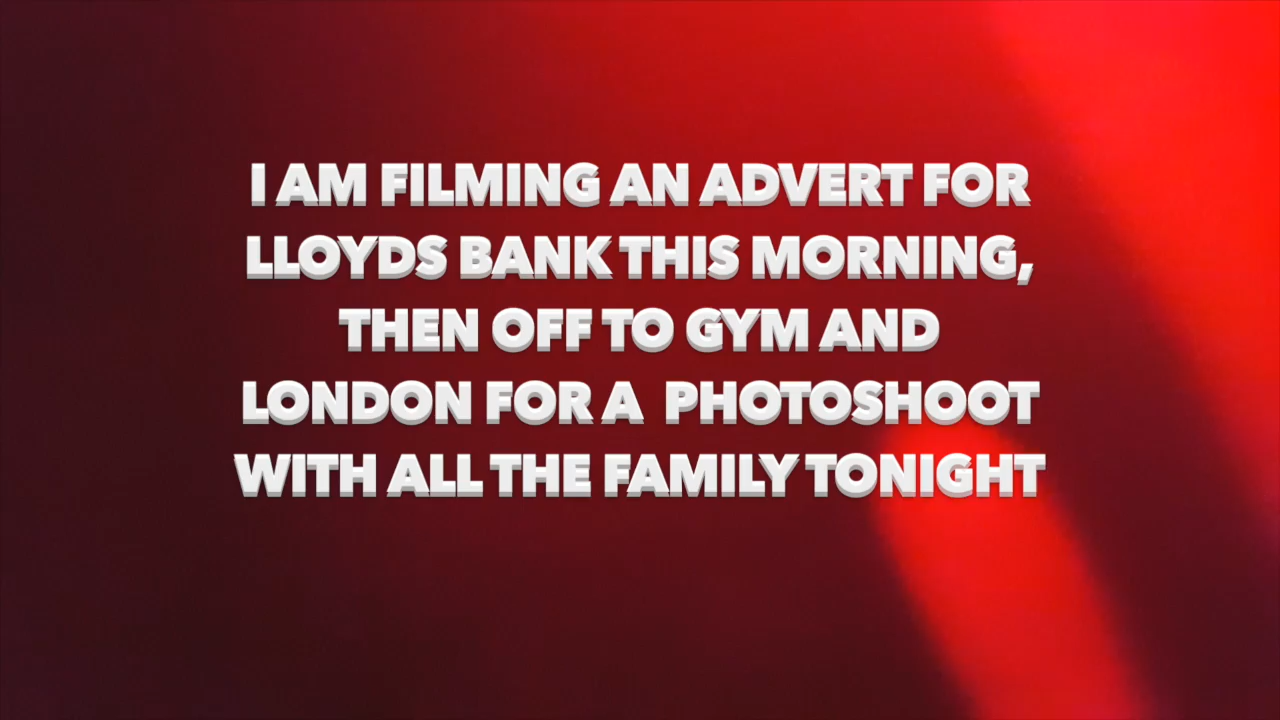 I AM FILMING AN ADVERT FOR
LLOYDS BANK THIS MORNING,
THEN OFF TO GYM AND
LONDON FOR A PHOTOSHOOT
WITH ALL THE FAMILY TONIGHT